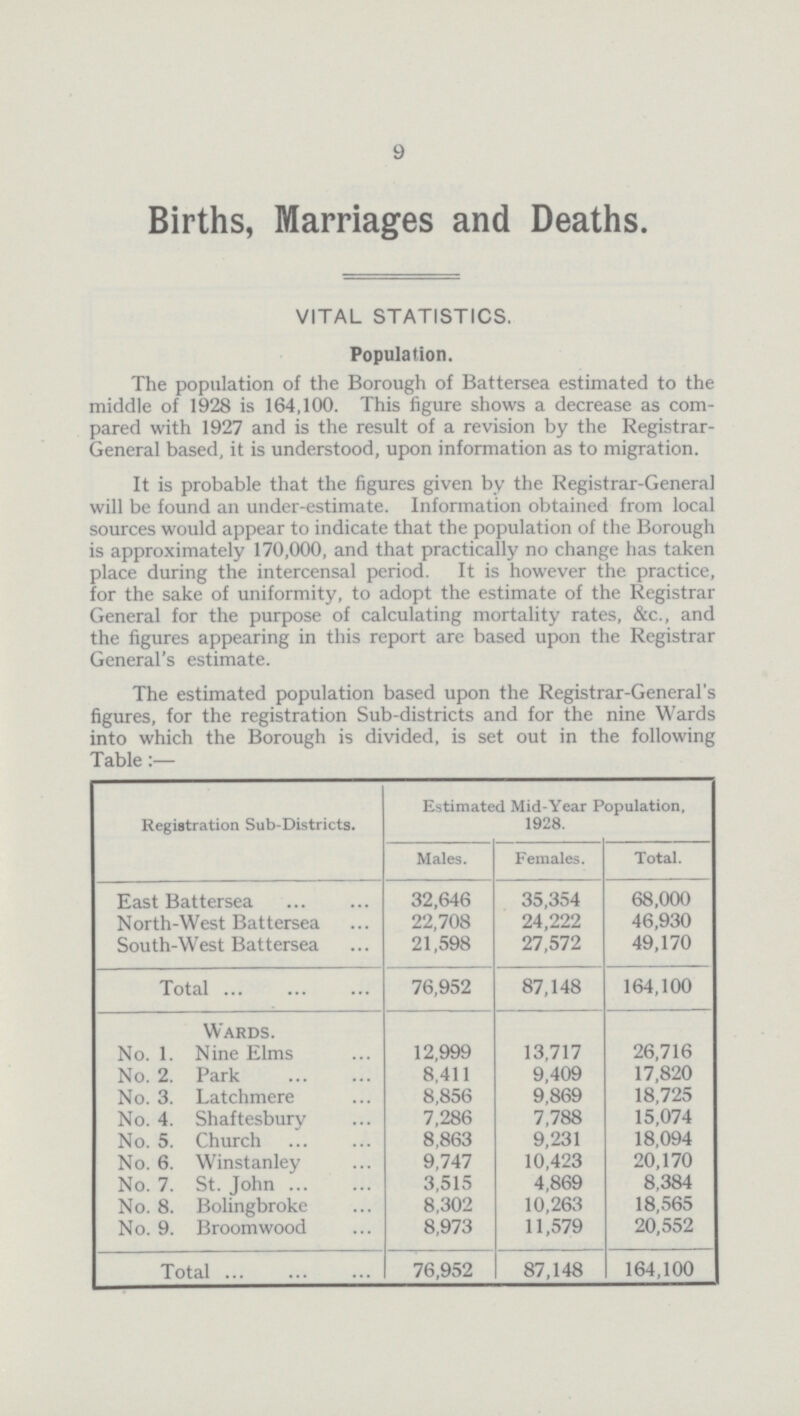 9
Births, Marriages and Deaths.
VITAL STATISTICS.
Population.
The population of the Borough of Battersea estimated to the
middle of 1928 is 164,100. This figure shows a decrease as com-
pared with 1927 and is the result of a revision by the Registrar-
General based, it is understood, upon information as to migration.
It is probable that the figures given by the Registrar-General
will be found an under-estimate. Information obtained from local
sources would appear to indicate that the population of the Borough
is approximately 170,000, and that practically no change has taken
place during the intercensal period. It is however the practice,
for the sake of uniformity, to adopt the estimate of the Registrar
General for the purpose of calculating mortality rates, &c., and
the figures appearing in this report are based upon the Registrar
General's estimate.
The estimated population based upon the Registrar-General's
figures, for the registration Sub-districts and for the nine Wards
into which the Borough is divided, is set out in the following
Table :—
Registration Sub-Districts.
Estimated Mid-Year Population,
1928.
Males. Females. Total.
East Battersea ... ... 32,646 35,354 68,000
North-West Battersea ... 22,708 24,222 46,930
South-West Battersea ... 21,598 27,572 49,170
Total ... ... ... 76,952 87,148 164,100
WARDS.
No. 1. Nine Elms ... 12,999 13,717 26,716
No. 2. Park ... ... 8,411 9,409 17,820
No. 3. Latchmere ... 8,856 9,869 18,725
No. 4. Shaftesbury ... 7,286 7,788 15,074
No. 5. Church ... ... 8,863 9,231 18,094
No. 6. Winstanley ... 9,747 10,423 20,170
No. 7. St. John ... ... 3,515 4,869 8,384
No. 8. Bolingbroke ... 8,302 10,263 18,565
No. 9. Broomwood ... 8,973 11,579 20,552
Total ... ... ... 76,952 87,148 164,100